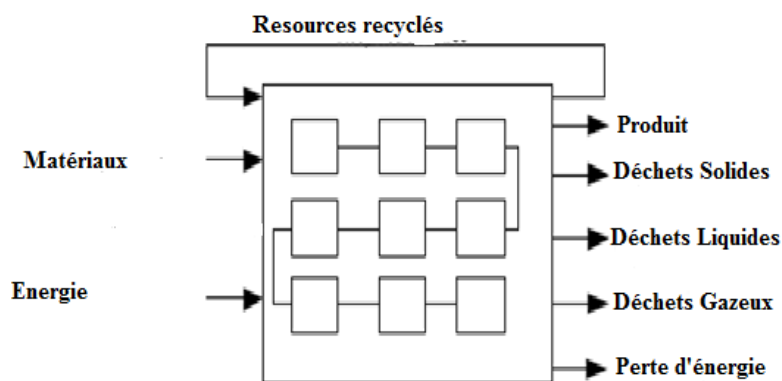 Resources recyclés
Produit
Matériaux
Déchets Solides
Déchets Liquides
Energie
Déchets Gazeux
Perte d'énergie